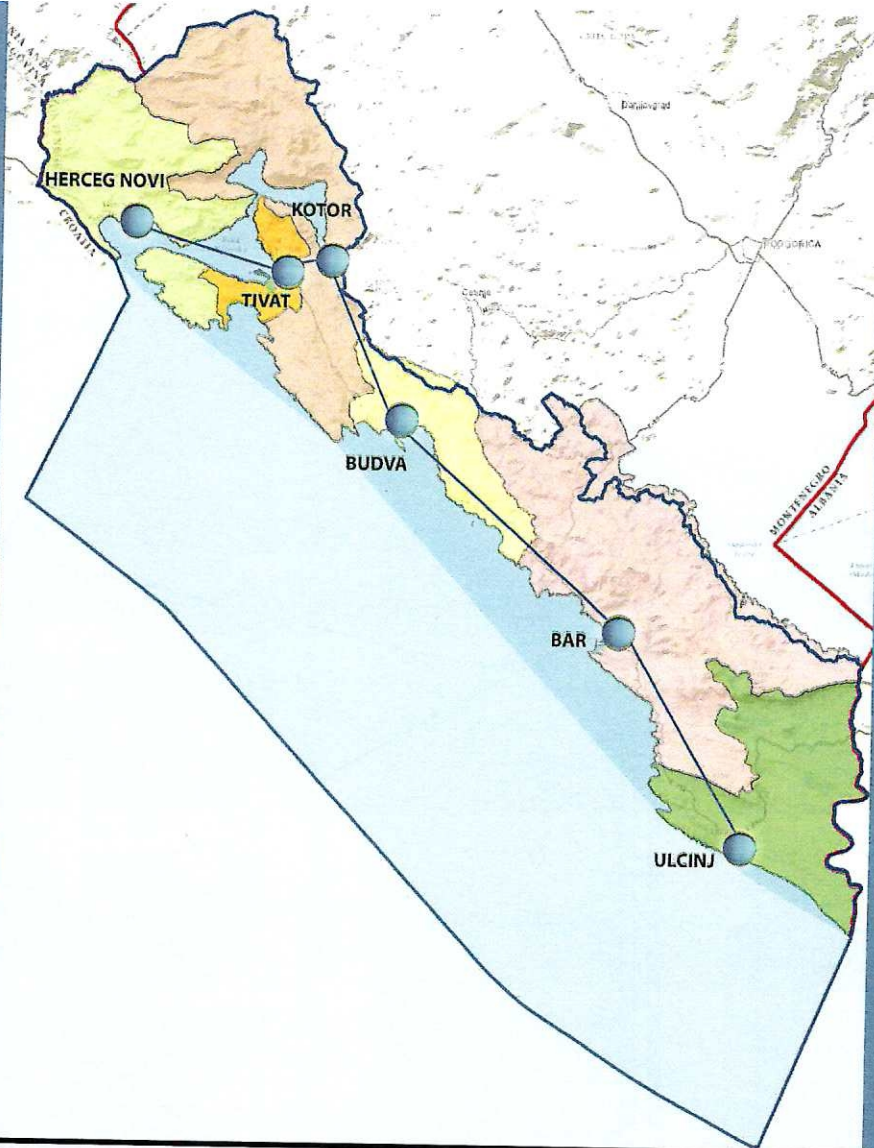 Danilovgrad
HERCEG NOVI
CROATIA
KOTOR
PODGORICA
TIVAT
Cetinje
BUDVA
MONTENEGRO
ALBANIA
BAR
ULCINJ